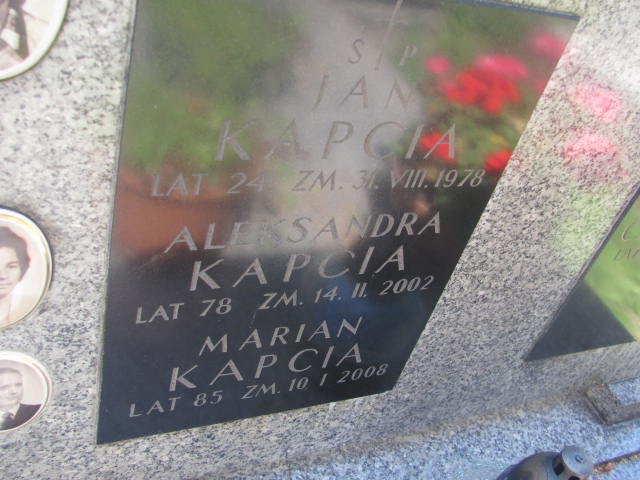 SP
JAN
KAPCIA
LAT 24 ZM. 31. VIII. 1978
ALEKSANDRA
KAPCIA
LAT 78 ZM. 14. II. 2002
MARIAN
KAPCIA
LAT 85 ZM. 10 I 2008